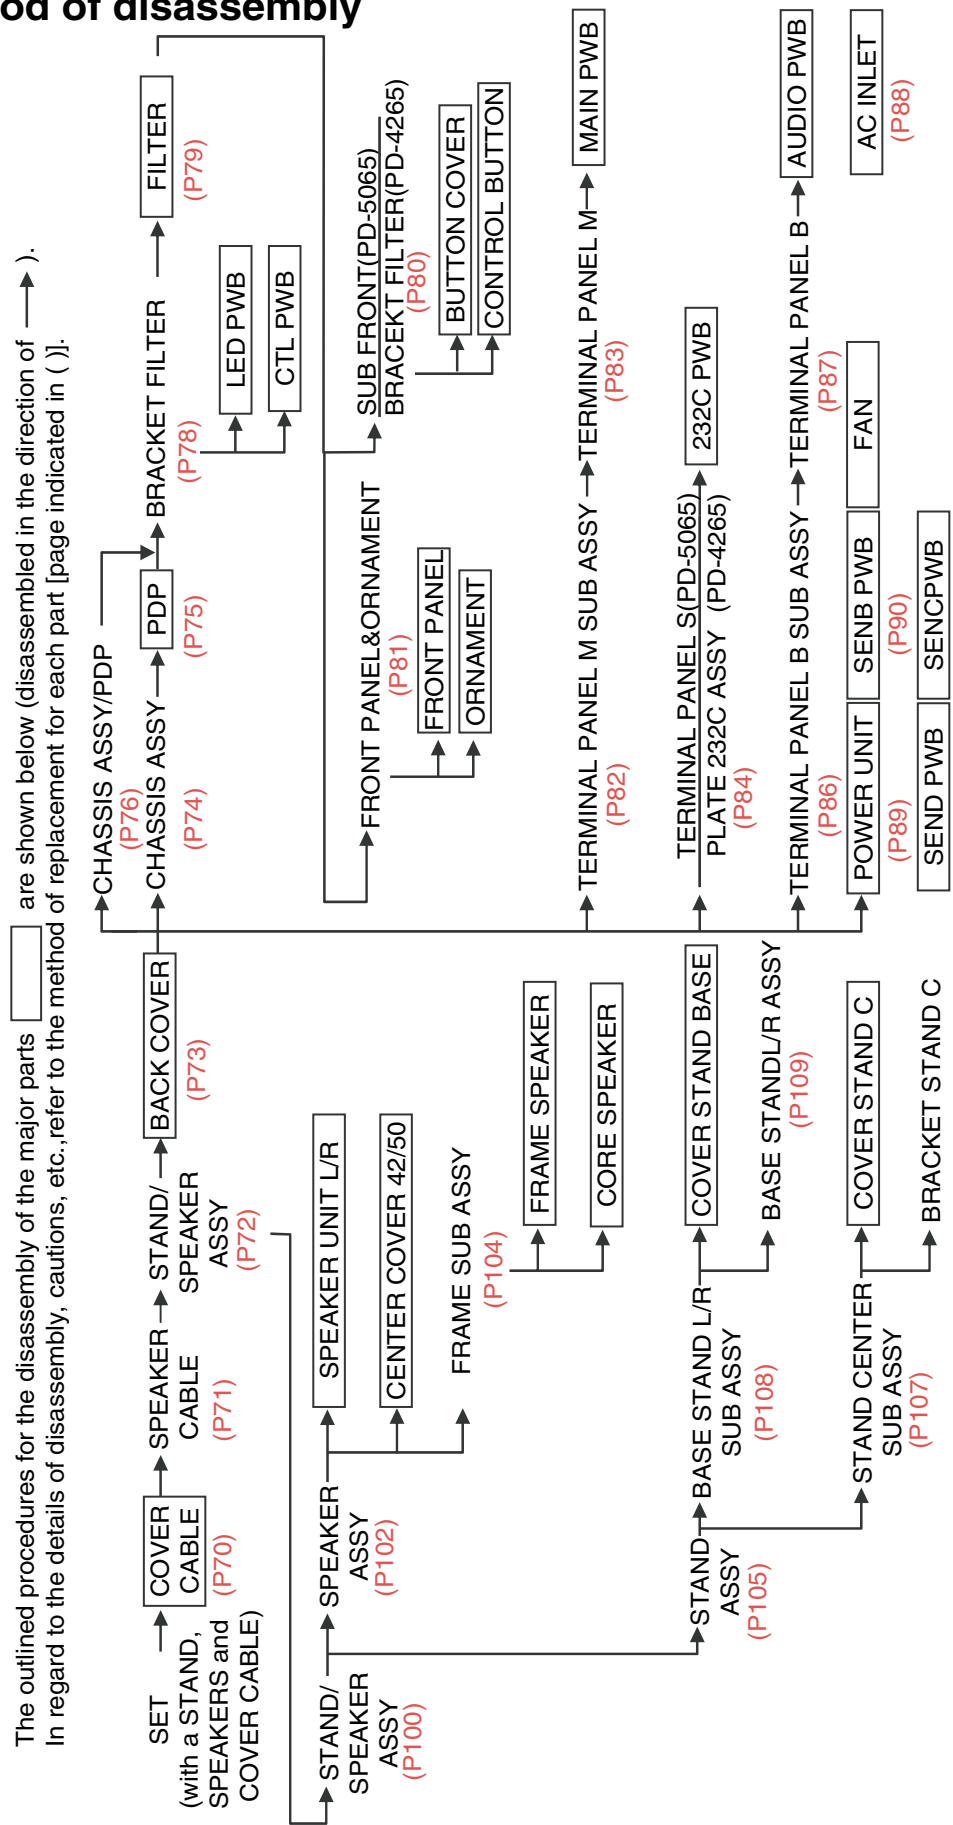 od of disassembly
The outlined procedures for the disassembly of the major parts are shown below (disassembled in the direction of ).
In regard to the details of disassembly, cautions, etc.,refer to the method of replacement for each part [page indicated in ( )].
SET
(with a STAND,
SPEAKERS and
COVER CABLE)
COVER
CABLE
(P70)
SPEAKER
CABLE
(P71)
STAND/
SPEAKER
ASSY
(P72)
BACK COVER
(P73)
CHASSIS ASSY/PDP
(P76)
CHASSIS ASSY
(P74)
PDP
(P75)
BRACKET FILTER
(P78)
LED PWB
CTL PWB
FILTER
(P79)
SUB FRONT(PD-5065)
BRACEKT FILTER(PD-4265)
(P80)
BUTTON COVER
CONTROL BUTTON
FRONT PANEL&ORNAMENT
(P81)
FRONT PANEL
ORNAMENT
TERMINAL PANEL M SUB ASSY
(P82)
TERMINAL PANEL M
(P83)
MAIN PWB
TERMINAL PANEL S(PD-5065)
PLATE 232C ASSY (PD-4265)
(P84)
232C PWB
TERMINAL PANEL B SUB ASSY
(P86)
TERMINAL PANEL B
(P87)
AUDIO PWB
POWER UNIT
(P89)
SENB PWB
(P90)
FAN
AC INLET
(P88)
SEND PWB
SENCPWB
STAND/
SPEAKER
ASSY
(P100)
SPEAKER
ASSY
(P102)
SPEAKER UNIT L/R
CENTER COVER 42/50
FRAME SUB ASSY
(P104)
FRAME SPEAKER
CORE SPEAKER
STAND
ASSY
(P105)
BASE STAND L/R
SUB ASSY
(P108)
COVER STAND BASE
BASE STANDL/R ASSY
(P109)
STAND CENTER
SUB ASSY
(P107)
COVER STAND C
BRACKET STAND C